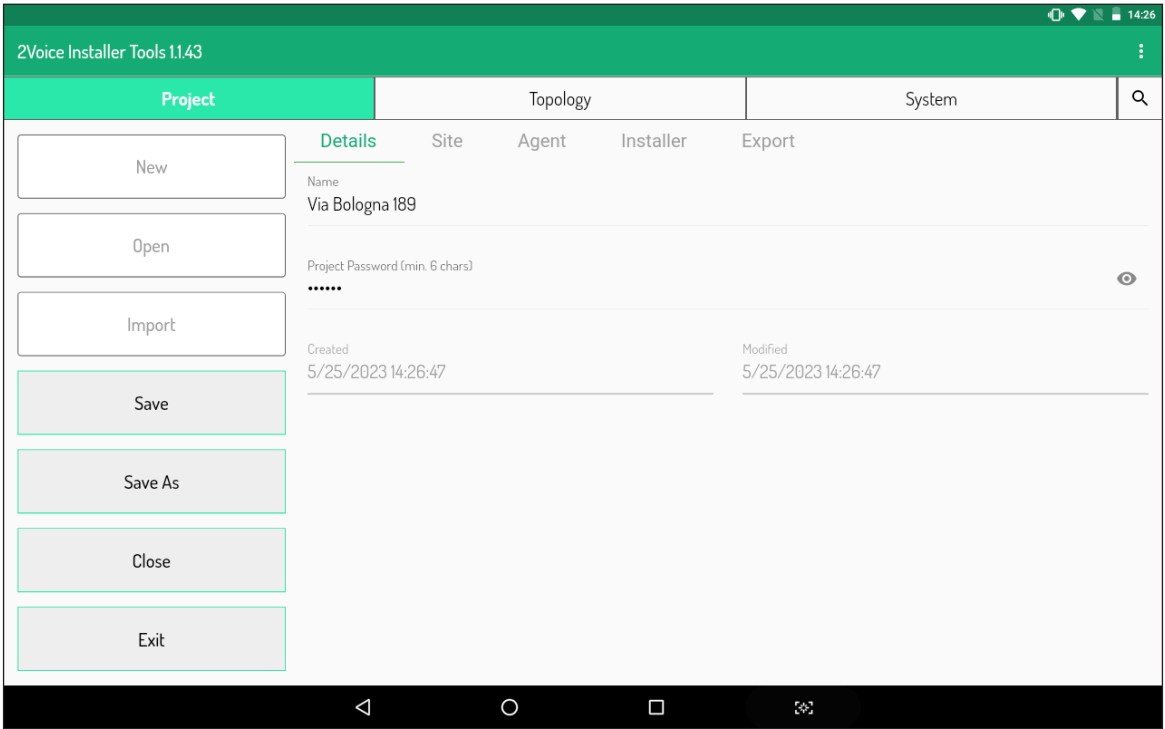 14:26
2Voice Installer Tools 1.1.43
Project
Topology
System
New
Open
Import
Save
Save As
Close
Exit
Details
Site
Agent
Installer
Export
Name
Via Bologna 189
Project Password (min. 6 chars)
••••••
Created
5/25/2023 14:26:47
Modified
5/25/2023 14:26:47